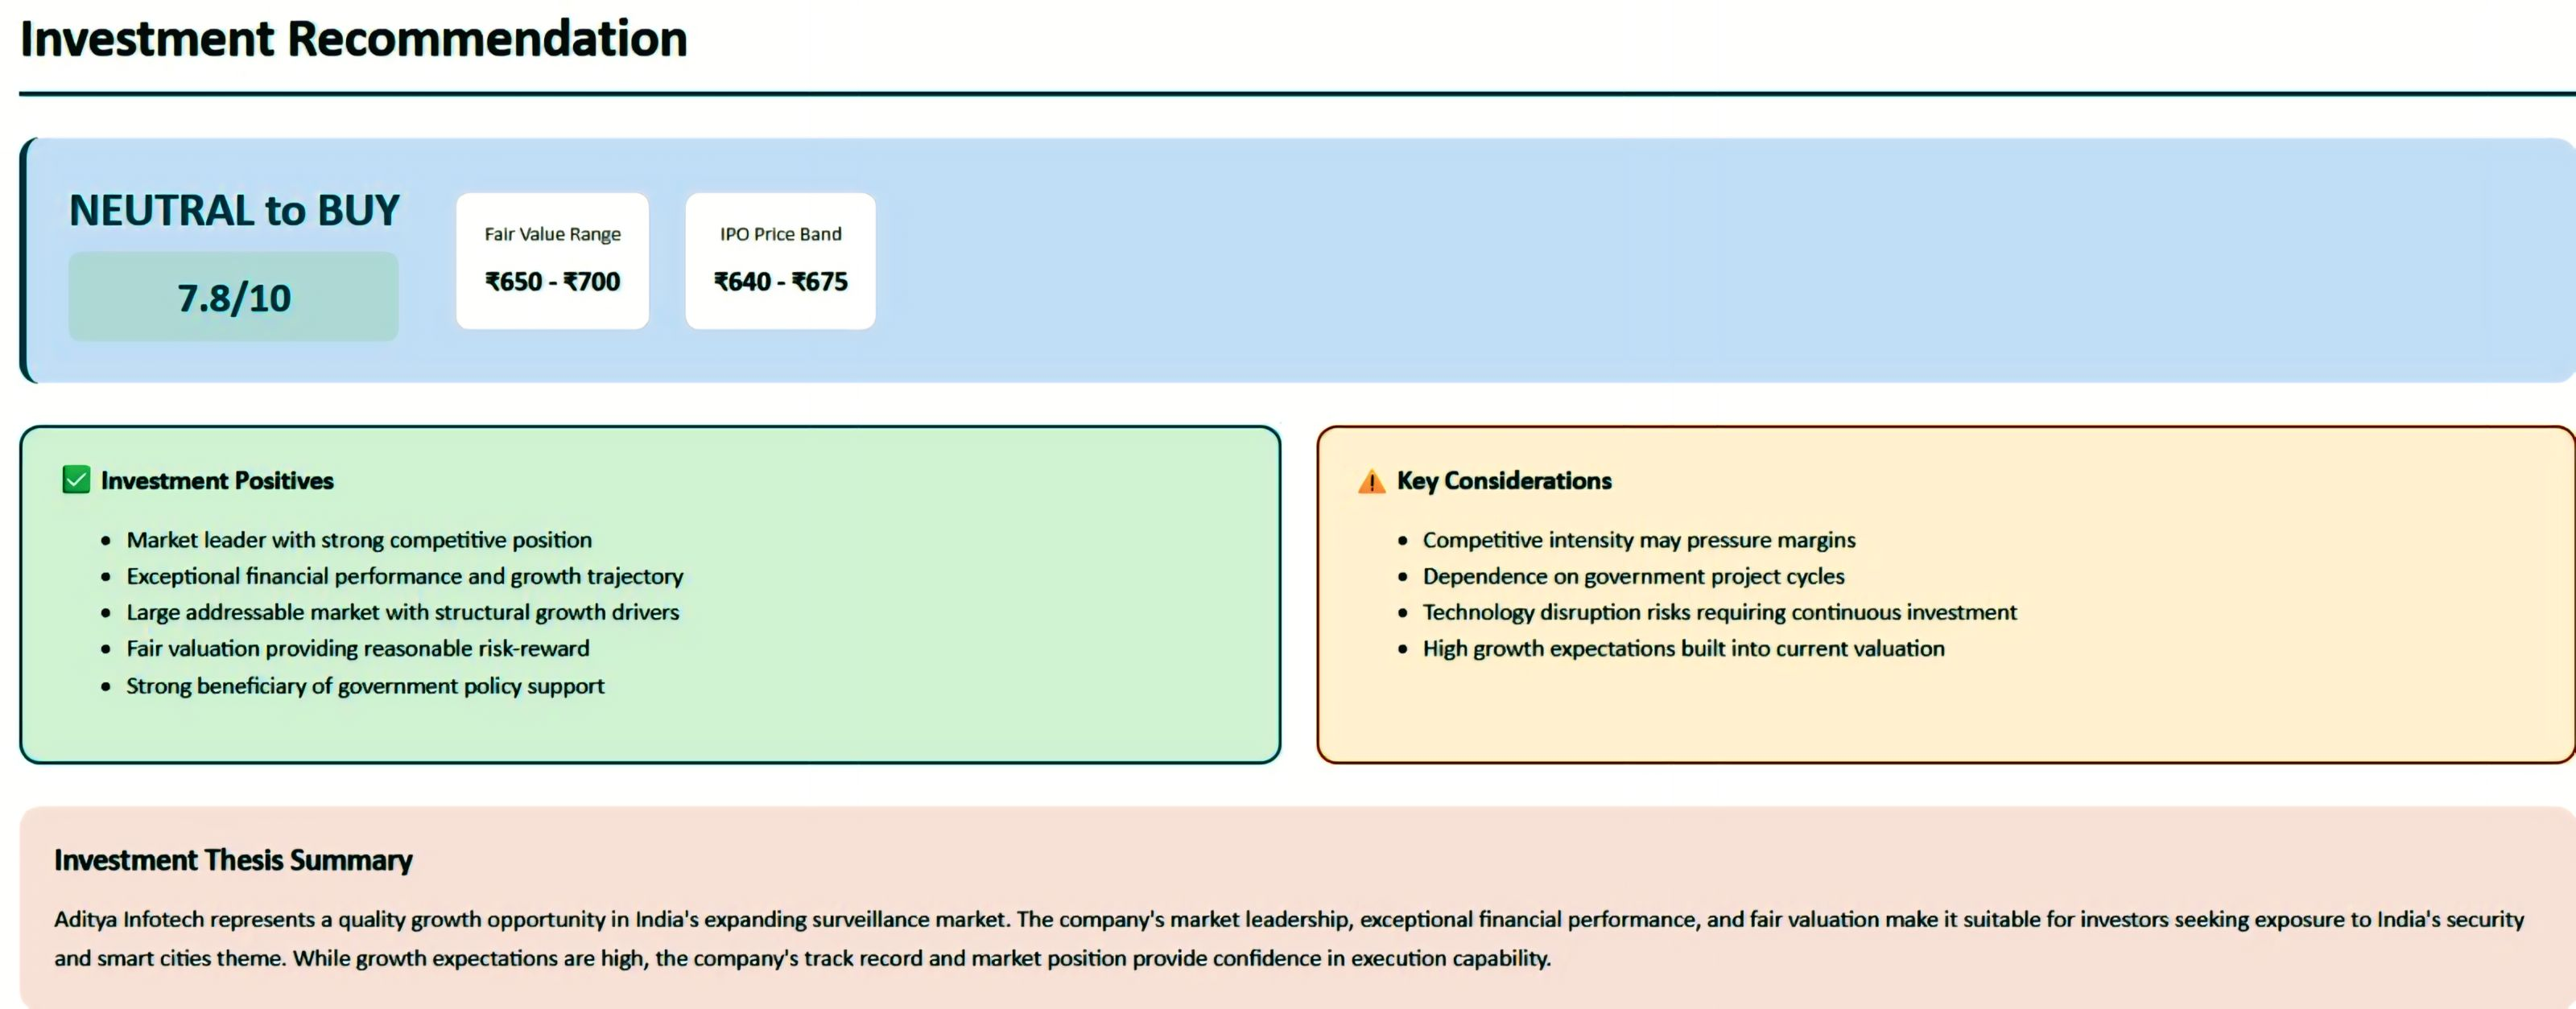 Investment Recommendation
NEUTRAL to BUY
7.8/10
Fair Value Range
₹650 - ₹700
IPO Price Band
₹640 - ₹675
Investment Positives
• Market leader with strong competitive position
• Exceptional financial performance and growth trajectory
• Large addressable market with structural growth drivers
• Fair valuation providing reasonable risk-reward
• Strong beneficiary of government policy support
Key Considerations
• Competitive intensity may pressure margins
• Dependence on government project cycles
• Technology disruption risks requiring continuous investment
• High growth expectations built into current valuation
Investment Thesis Summary
Aditya Infotech represents a quality growth opportunity in India's expanding surveillance market. The company's market leadership, exceptional financial performance, and fair valuation make it suitable for investors seeking exposure to India's security
and smart cities theme. While growth expectations are high, the company's track record and market position provide confidence in execution capability.